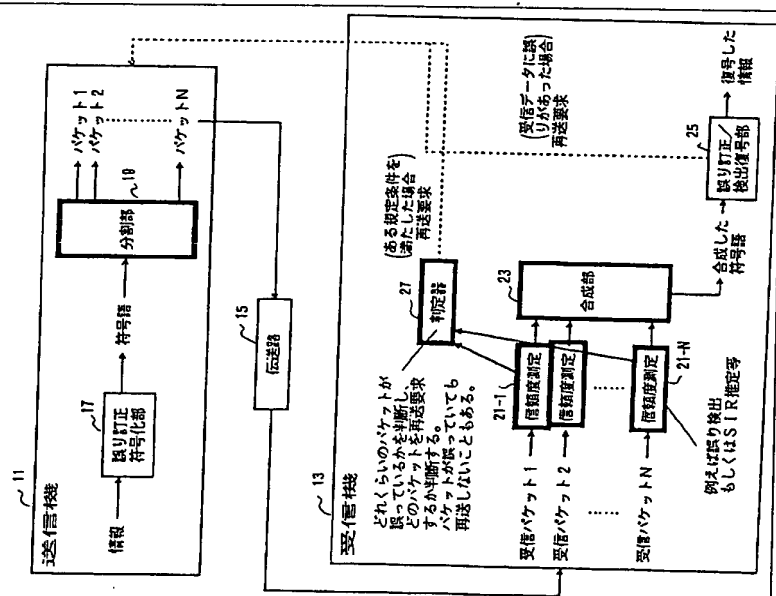 11
送信機
情報
17
誤り訂正
符号化部
符号語
19
分割部
パケット1
パケット2
パケットN
15
伝送路
13
受信機
どれくらいのパケットが
誤っているかを判断し、
どのパケットを再送要求
するか判断する。
パケットが誤っていても
再送しないこともある。
27
判定器
(ある規定条件を
満たした場合)
再送要求
(受信データに誤
りがあった場合)
再送要求
受信パケット1
受信パケット2
受信パケットN
21-1
信頼度測定
信頼度測定
信頼度測定
21-N
例えば誤り検出
もしくはSIR推定等
23
合成部
合成した
符号語
25
誤り訂正/
検出復号部
復号した
情報